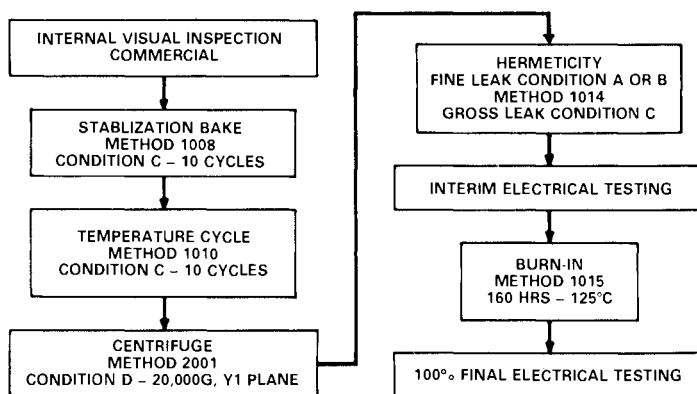 INTERNAL VISUAL INSPECTION
COMMERCIAL
STABLIZATION BAKE
METHOD 1008
CONDITION C – 10 CYCLES
TEMPERATURE CYCLE
METHOD 1010
CONDITION C – 10 CYCLES
CENTRIFUGE
METHOD 2001
CONDITION D – 20,000G, Y1 PLANE
HERMETICITY
FINE LEAK CONDITION A OR B
METHOD 1014
GROSS LEAK CONDITION C
INTERIM ELECTRICAL TESTING
BURN-IN
METHOD 1015
160 HRS – 125°C
100% FINAL ELECTRICAL TESTING